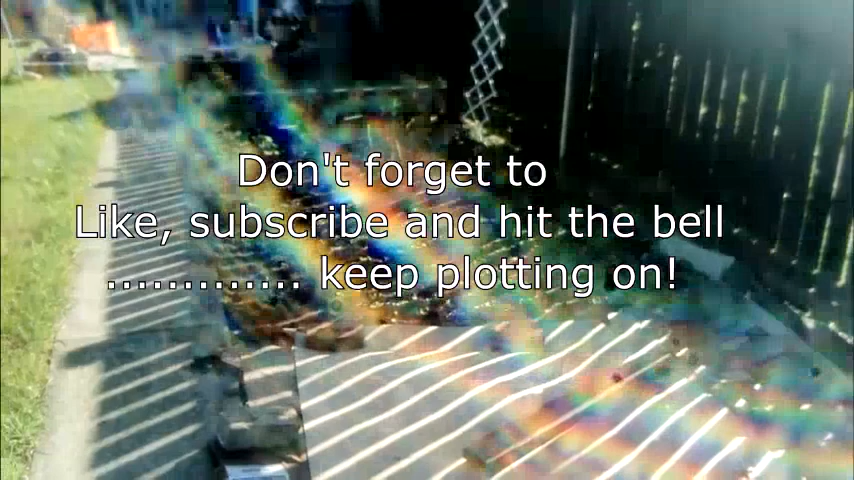 Don't forget to
Like, subscribe and hit the bell
............. keep plotting on!